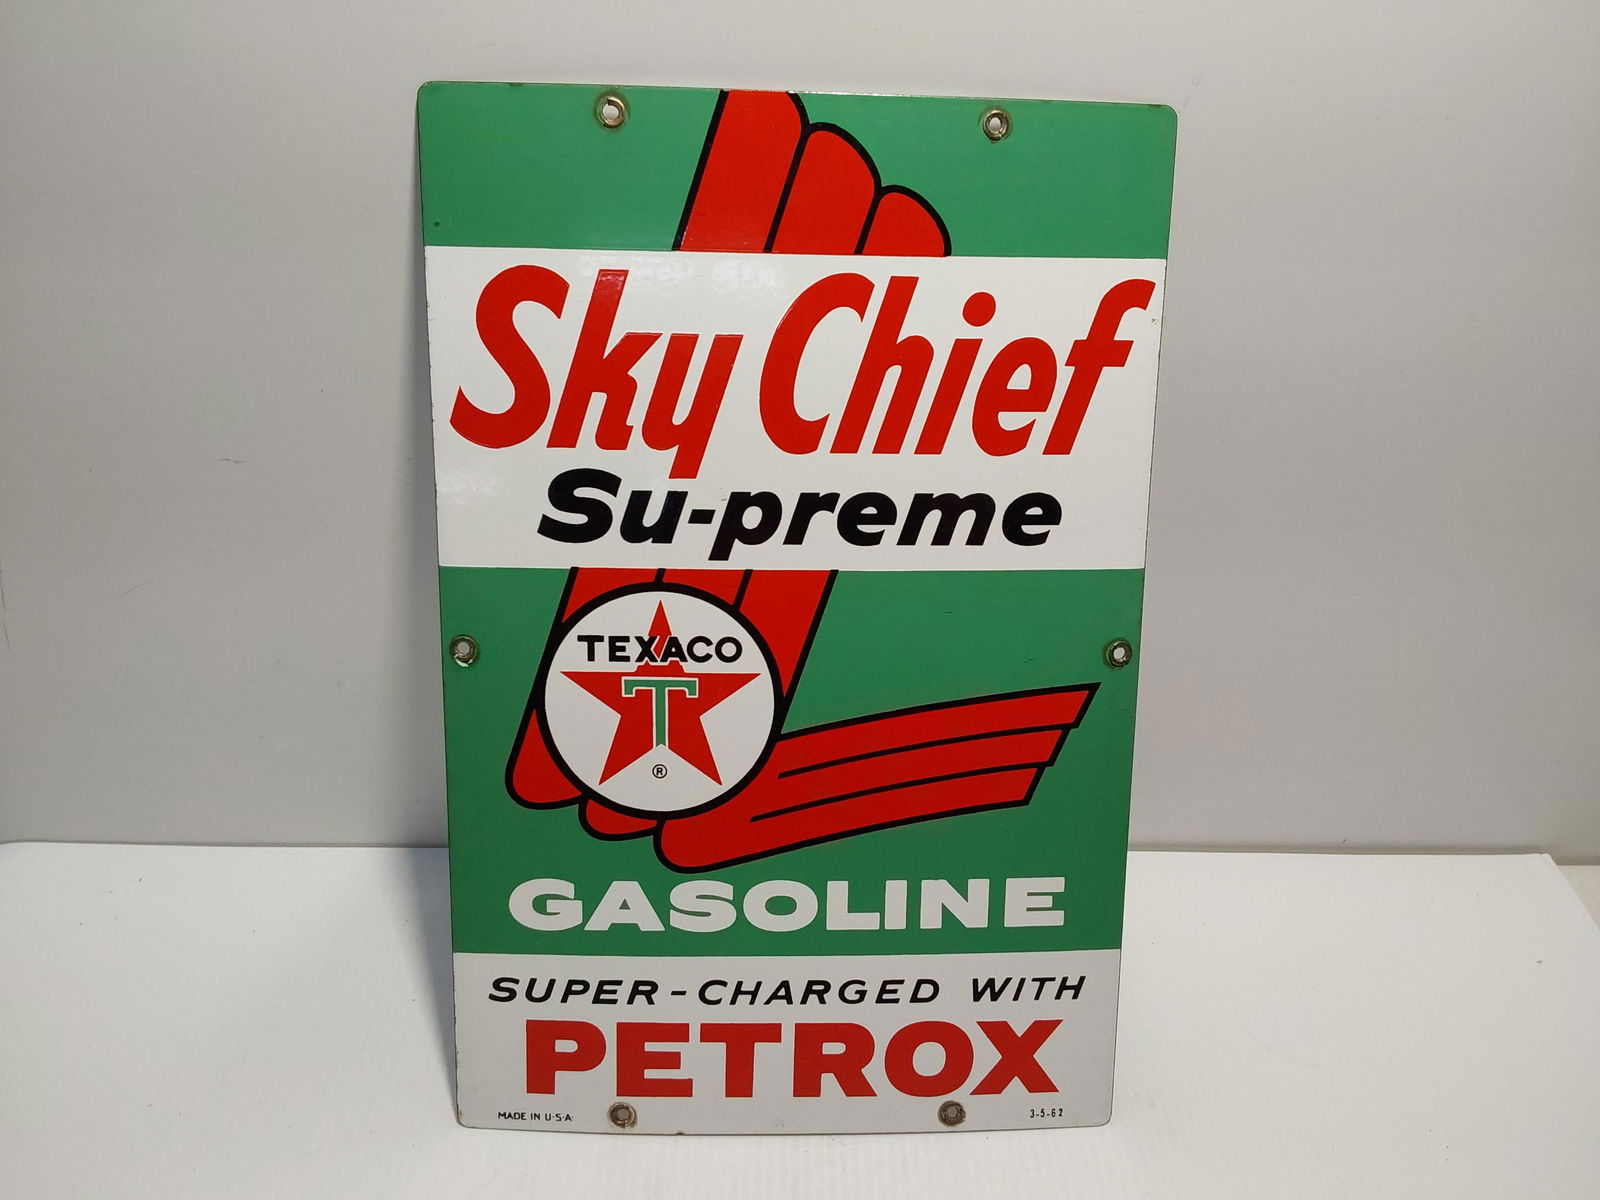 Sky Chief
Su-preme
TEXACO
T
®
GASOLINE
SUPER-CHARGED WITH
PETROX
MADE IN U·S·A· 3-5-62